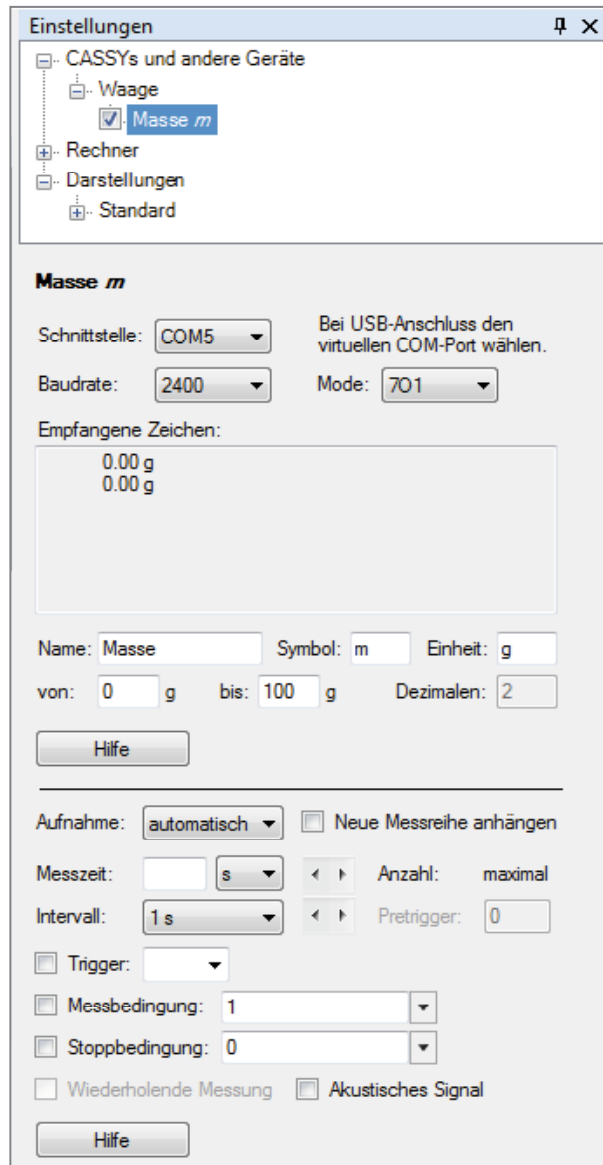 Einstellungen
CASSYs und andere Geräte
Waage
Masse m
Rechner
Darstellungen
Standard
Masse m
Schnittstelle: COM5 Bei USB-Anschluss den
virtuellen COM-Port wählen.
Baudrate: 2400 Mode: 7O1
Empfangene Zeichen:
0.00 g
0.00 g
Name: Masse Symbol: m Einheit: g
von: 0 g bis: 100 g Dezimalen: 2
Hilfe
Aufnahme: automatisch Neue Messreihe anhängen
Messzeit: s Anzahl: maximal
Intervall: 1 s Pretrigger: 0
Trigger:
Messbedingung: 1
Stoppbedingung: 0
Wiederholende Messung Akustisches Signal
Hilfe